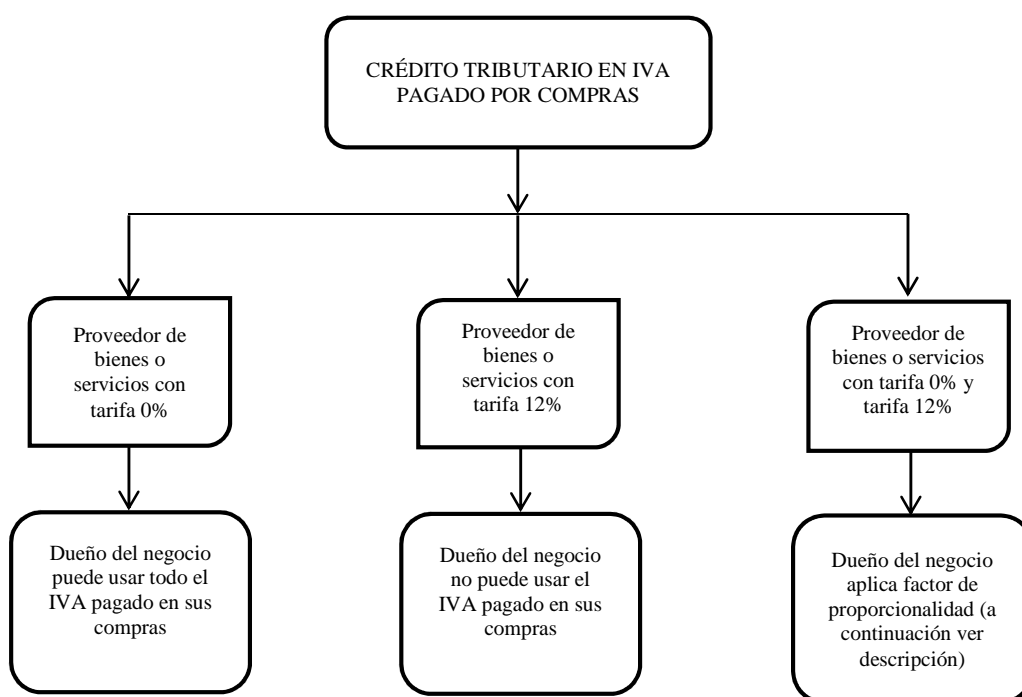 CRÉDITO TRIBUTARIO EN IVA
PAGADO POR COMPRAS
Proveedor de
bienes o
servicios con
tarifa 0%
Proveedor de
bienes o
servicios con
tarifa 12%
Proveedor de
bienes o servicios
con tarifa 0% y
tarifa 12%
Dueño del negocio
puede usar todo el
IVA pagado en sus
compras
Dueño del negocio
no puede usar el
IVA pagado en sus
compras
Dueño del negocio
aplica factor de
proporcionalidad (a
continuación ver
descripción)